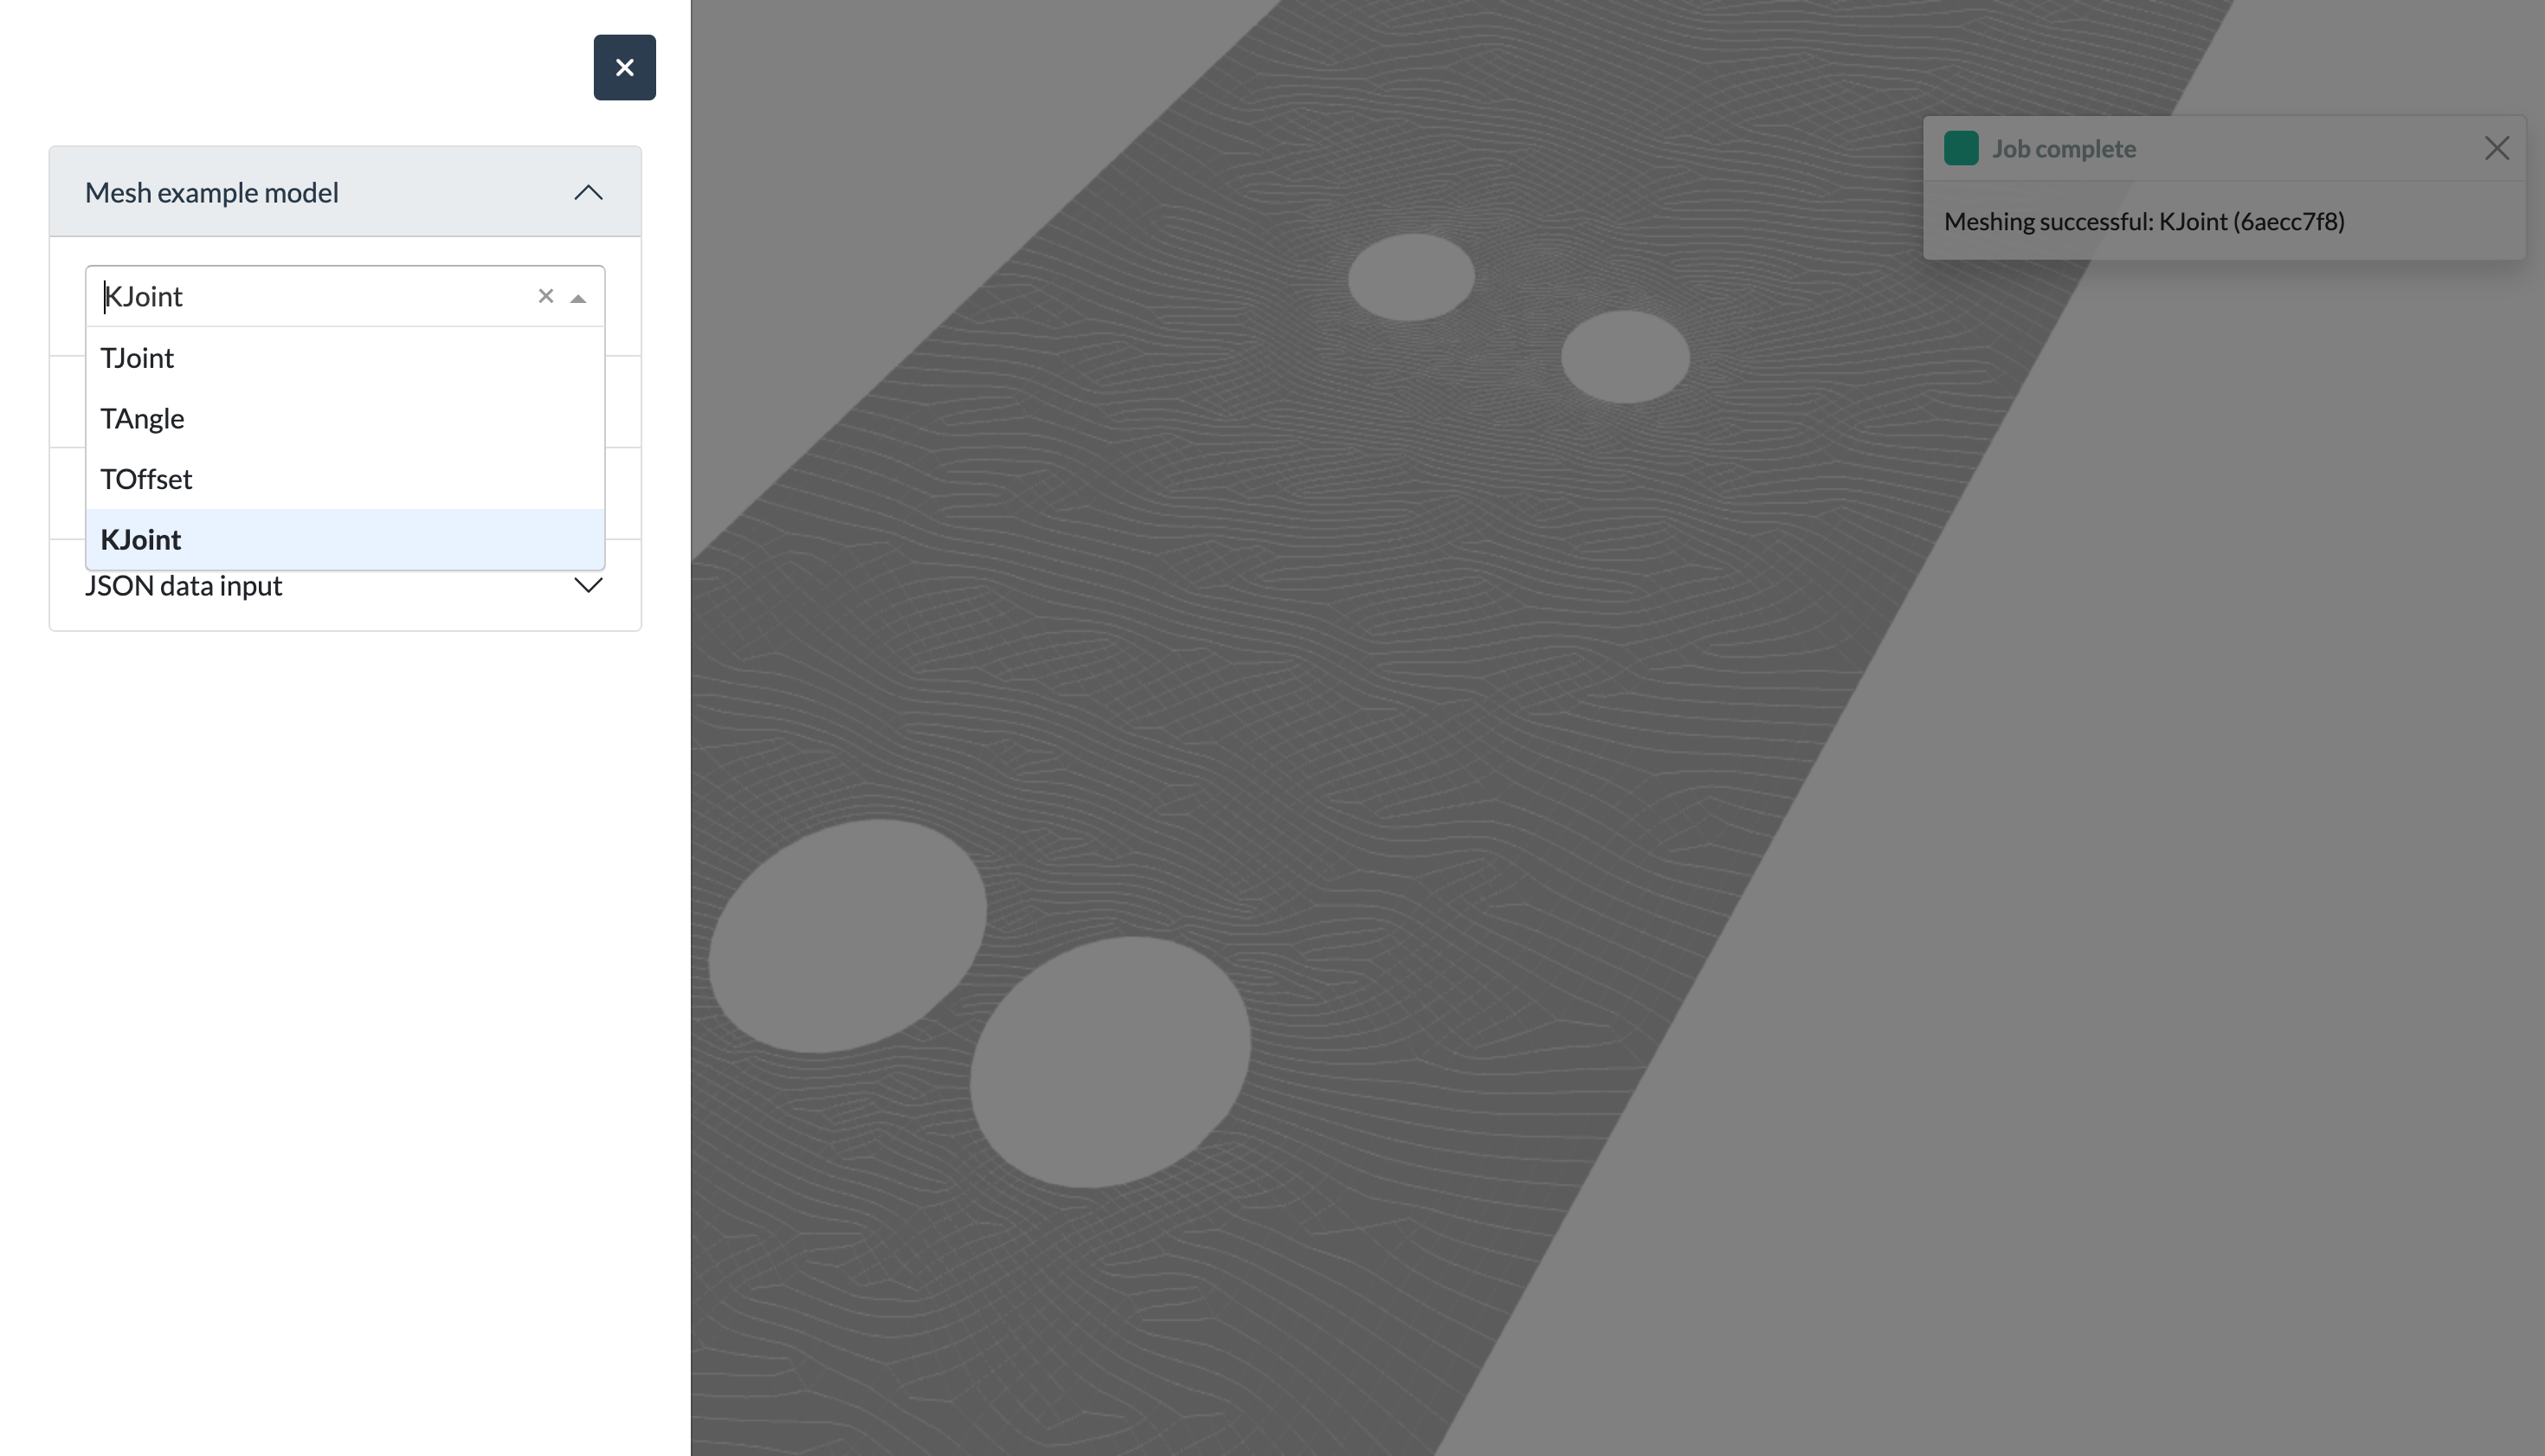 Mesh example model
KJoint
TJoint
TAngle
TOffset
KJoint
JSON data input
Job complete
Meshing successful: KJoint (6aecc7f8)